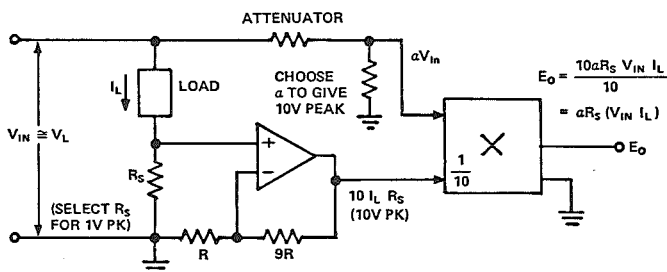 ATTENUATOR
aV_In
CHOOSE
a TO GIVE
10V PEAK
E_O = 10aR_S V_IN I_L / 10
= aR_S (V_IN I_L)
I_L
LOAD
V_IN ≅ V_L
+
−
X
1/10
E_O
R_S
(SELECT R_S
FOR 1V PK)
10 I_L R_S
(10V PK)
R
9R